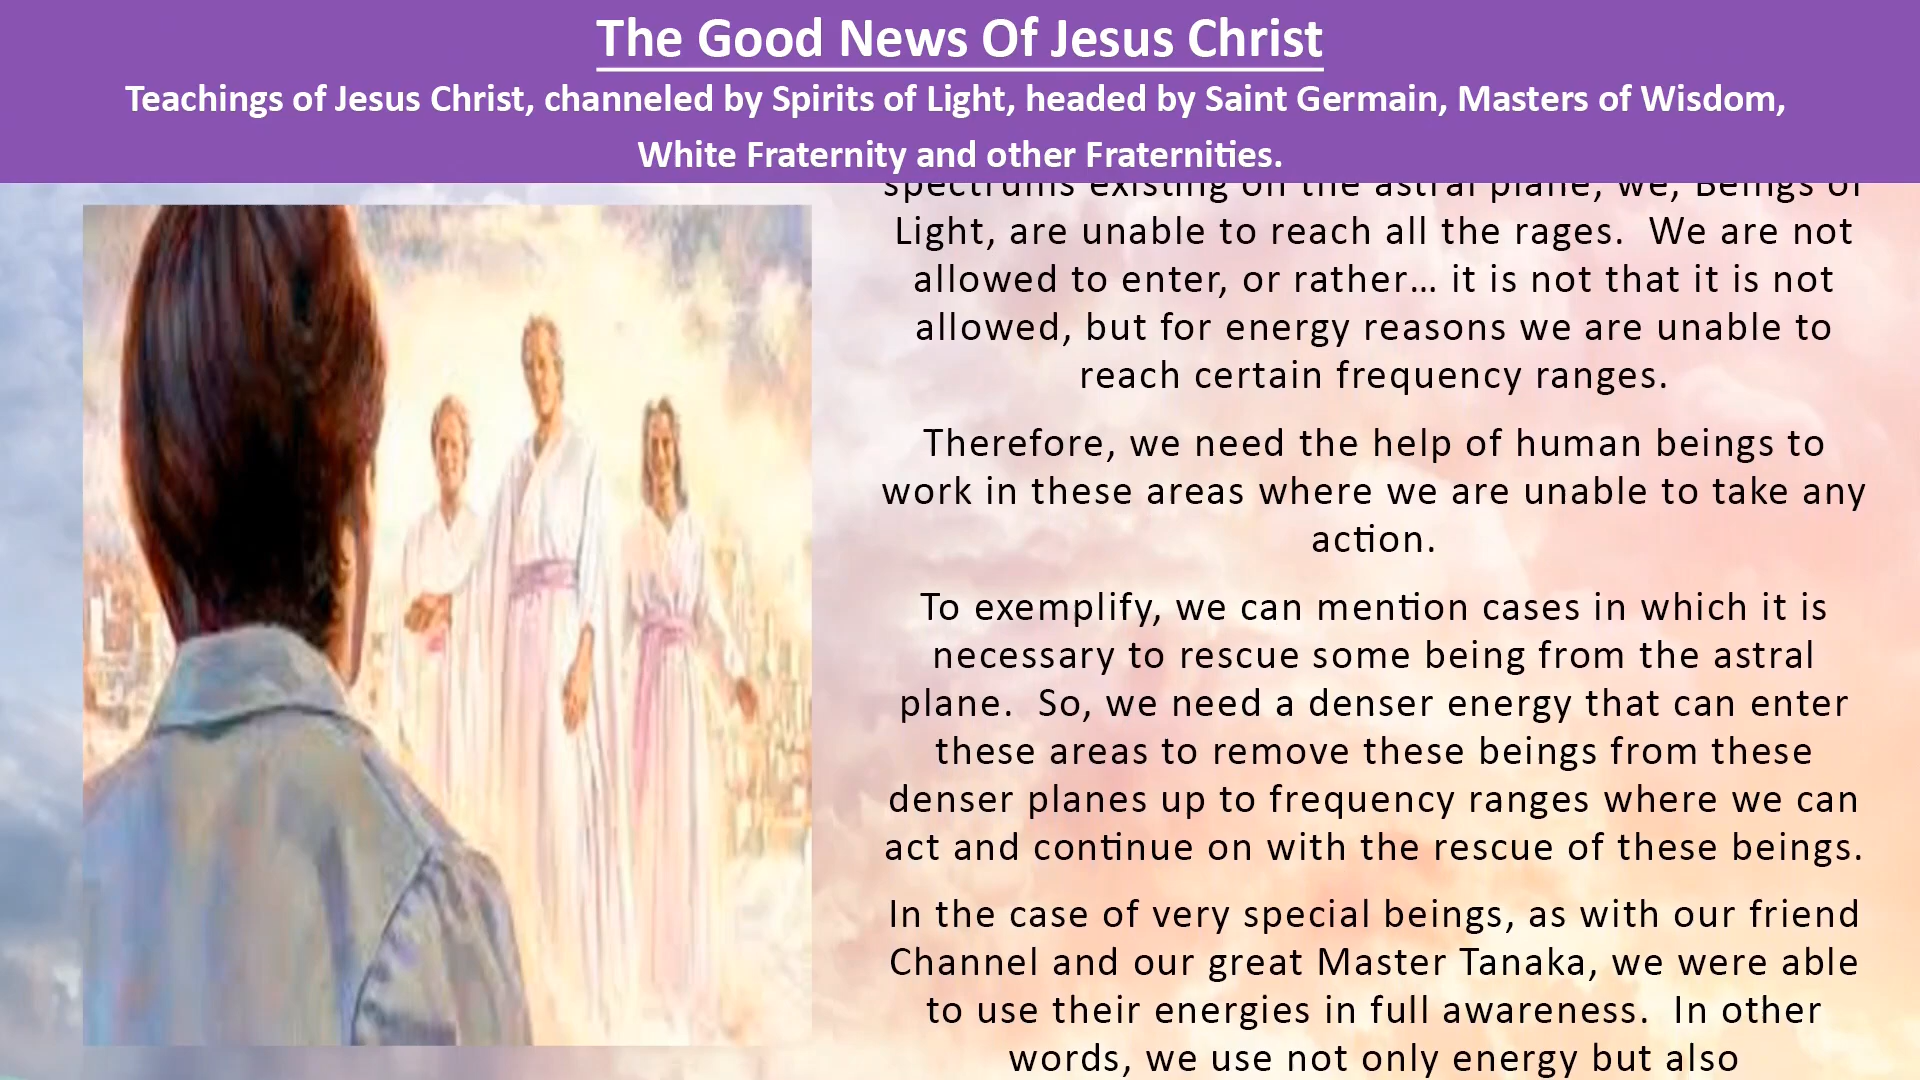 The Good News Of Jesus Christ
Teachings of Jesus Christ, channeled by Spirits of Light, headed by Saint Germain, Masters of Wisdom,
White Fraternity and other Fraternities.
spectrums existing on the astral plane, we, Beings of
Light, are unable to reach all the rages.  We are not
allowed to enter, or rather… it is not that it is not
allowed, but for energy reasons we are unable to
reach certain frequency ranges.
Therefore, we need the help of human beings to
work in these areas where we are unable to take any
action.
To exemplify, we can mention cases in which it is
necessary to rescue some being from the astral
plane.  So, we need a denser energy that can enter
these areas to remove these beings from these
denser planes up to frequency ranges where we can
act and continue on with the rescue of these beings.
In the case of very special beings, as with our friend
Channel and our great Master Tanaka, we were able
to use their energies in full awareness.  In other
words, we use not only energy but also